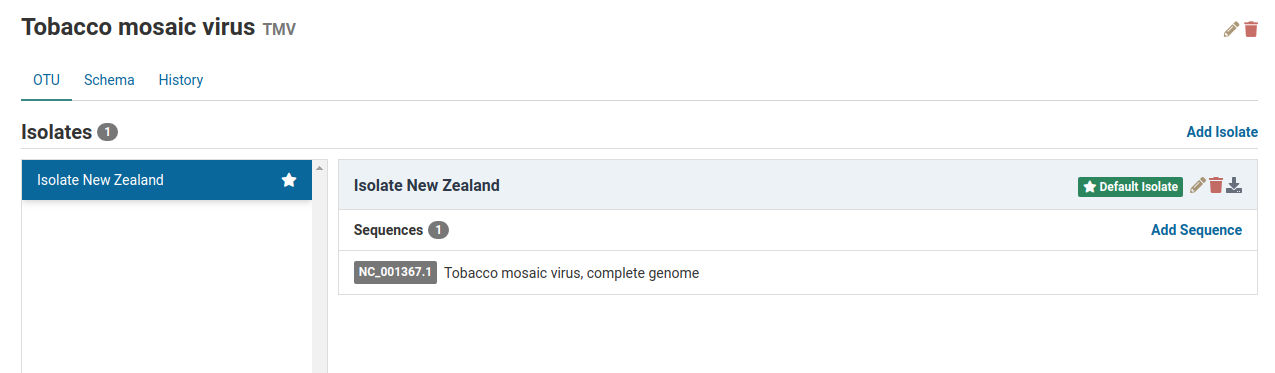 Tobacco mosaic virus TMV
OTU Schema History
Isolates 1 Add Isolate
Isolate New Zealand
Isolate New Zealand Default Isolate
Sequences 1 Add Sequence
NC_001367.1 Tobacco mosaic virus, complete genome